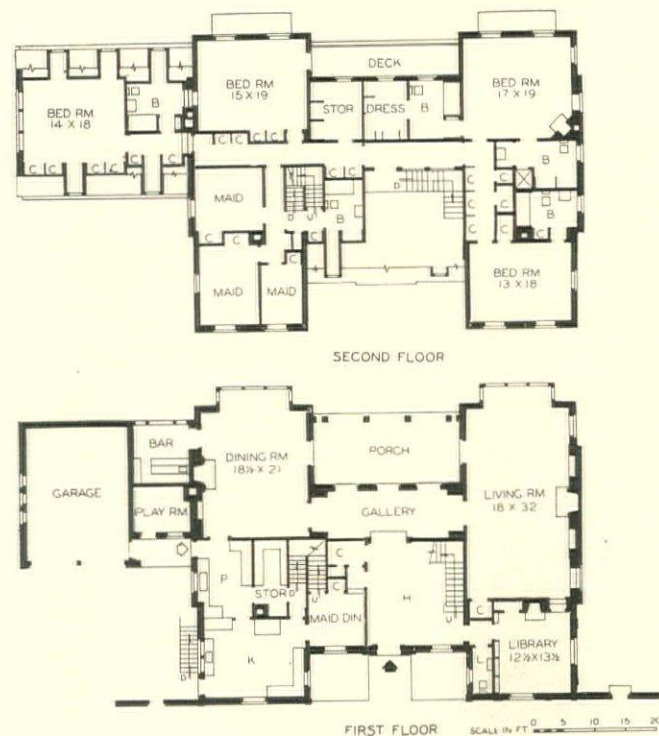 DECK
BED RM
15 X 19
BED RM
17 X 19
BED RM
14 X 18
B
STOR
DRESS
B
C
C
C
C
C
C
C
C
C
C
C
C
B
MAID
D
U
B
C
D
C
C
C
C
B
C
C
C
C
MAID
MAID
BED RM
13 X 18
SECOND FLOOR
BAR
DINING RM
18½ X 21
PORCH
GARAGE
PLAY RM
GALLERY
LIVING RM
18 X 32
P
STOR
D
U
C
C
H
U
MAID DIN
C
LIBRARY
12½X13½
K
L
D
FIRST FLOOR
SCALE IN FT
0 5 10 15 20